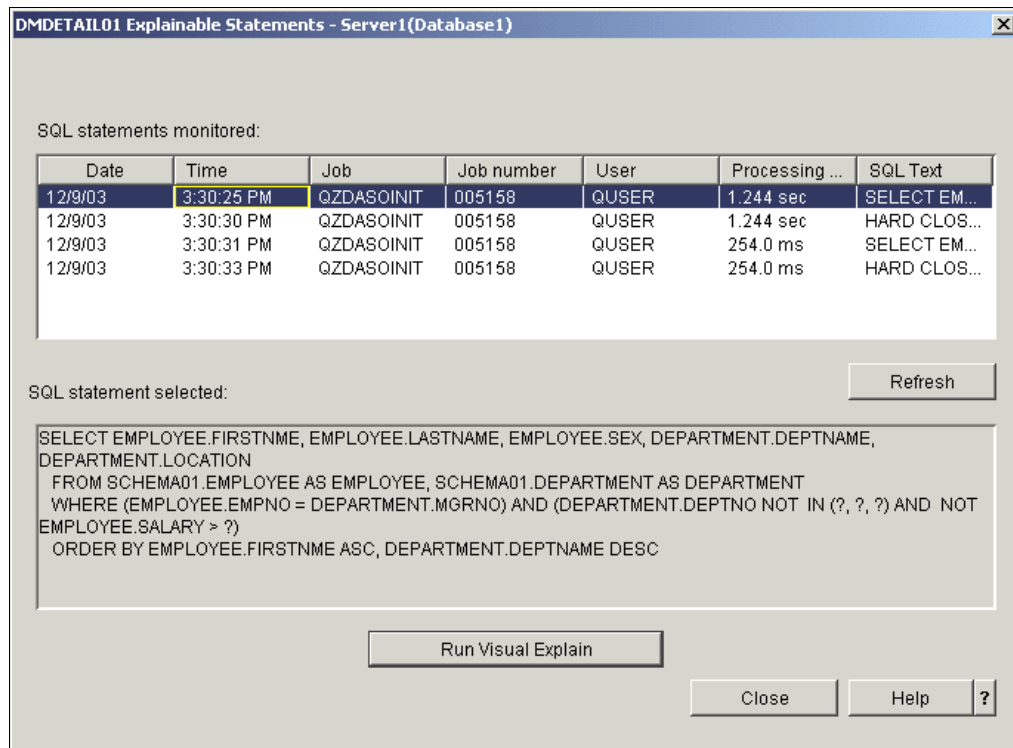 DMDETAIL01 Explainable Statements - Server1(Database1)
SQL statements monitored:
Date Time Job Job number User Processing ... SQL Text
12/9/03 3:30:25 PM QZDASOINIT 005158 QUSER 1.244 sec SELECT EM...
12/9/03 3:30:30 PM QZDASOINIT 005158 QUSER 1.244 sec HARD CLOS...
12/9/03 3:30:31 PM QZDASOINIT 005158 QUSER 254.0 ms SELECT EM...
12/9/03 3:30:33 PM QZDASOINIT 005158 QUSER 254.0 ms HARD CLOS...
Refresh
SQL statement selected:
SELECT EMPLOYEE.FIRSTNME, EMPLOYEE.LASTNAME, EMPLOYEE.SEX, DEPARTMENT.DEPTNAME,
DEPARTMENT.LOCATION
FROM SCHEMA01.EMPLOYEE AS EMPLOYEE, SCHEMA01.DEPARTMENT AS DEPARTMENT
WHERE (EMPLOYEE.EMPNO = DEPARTMENT.MGRNO) AND (DEPARTMENT.DEPTNO NOT IN (?, ?, ?) AND NOT
EMPLOYEE.SALARY > ?)
ORDER BY EMPLOYEE.FIRSTNME ASC, DEPARTMENT.DEPTNAME DESC
Run Visual Explain
Close Help ?